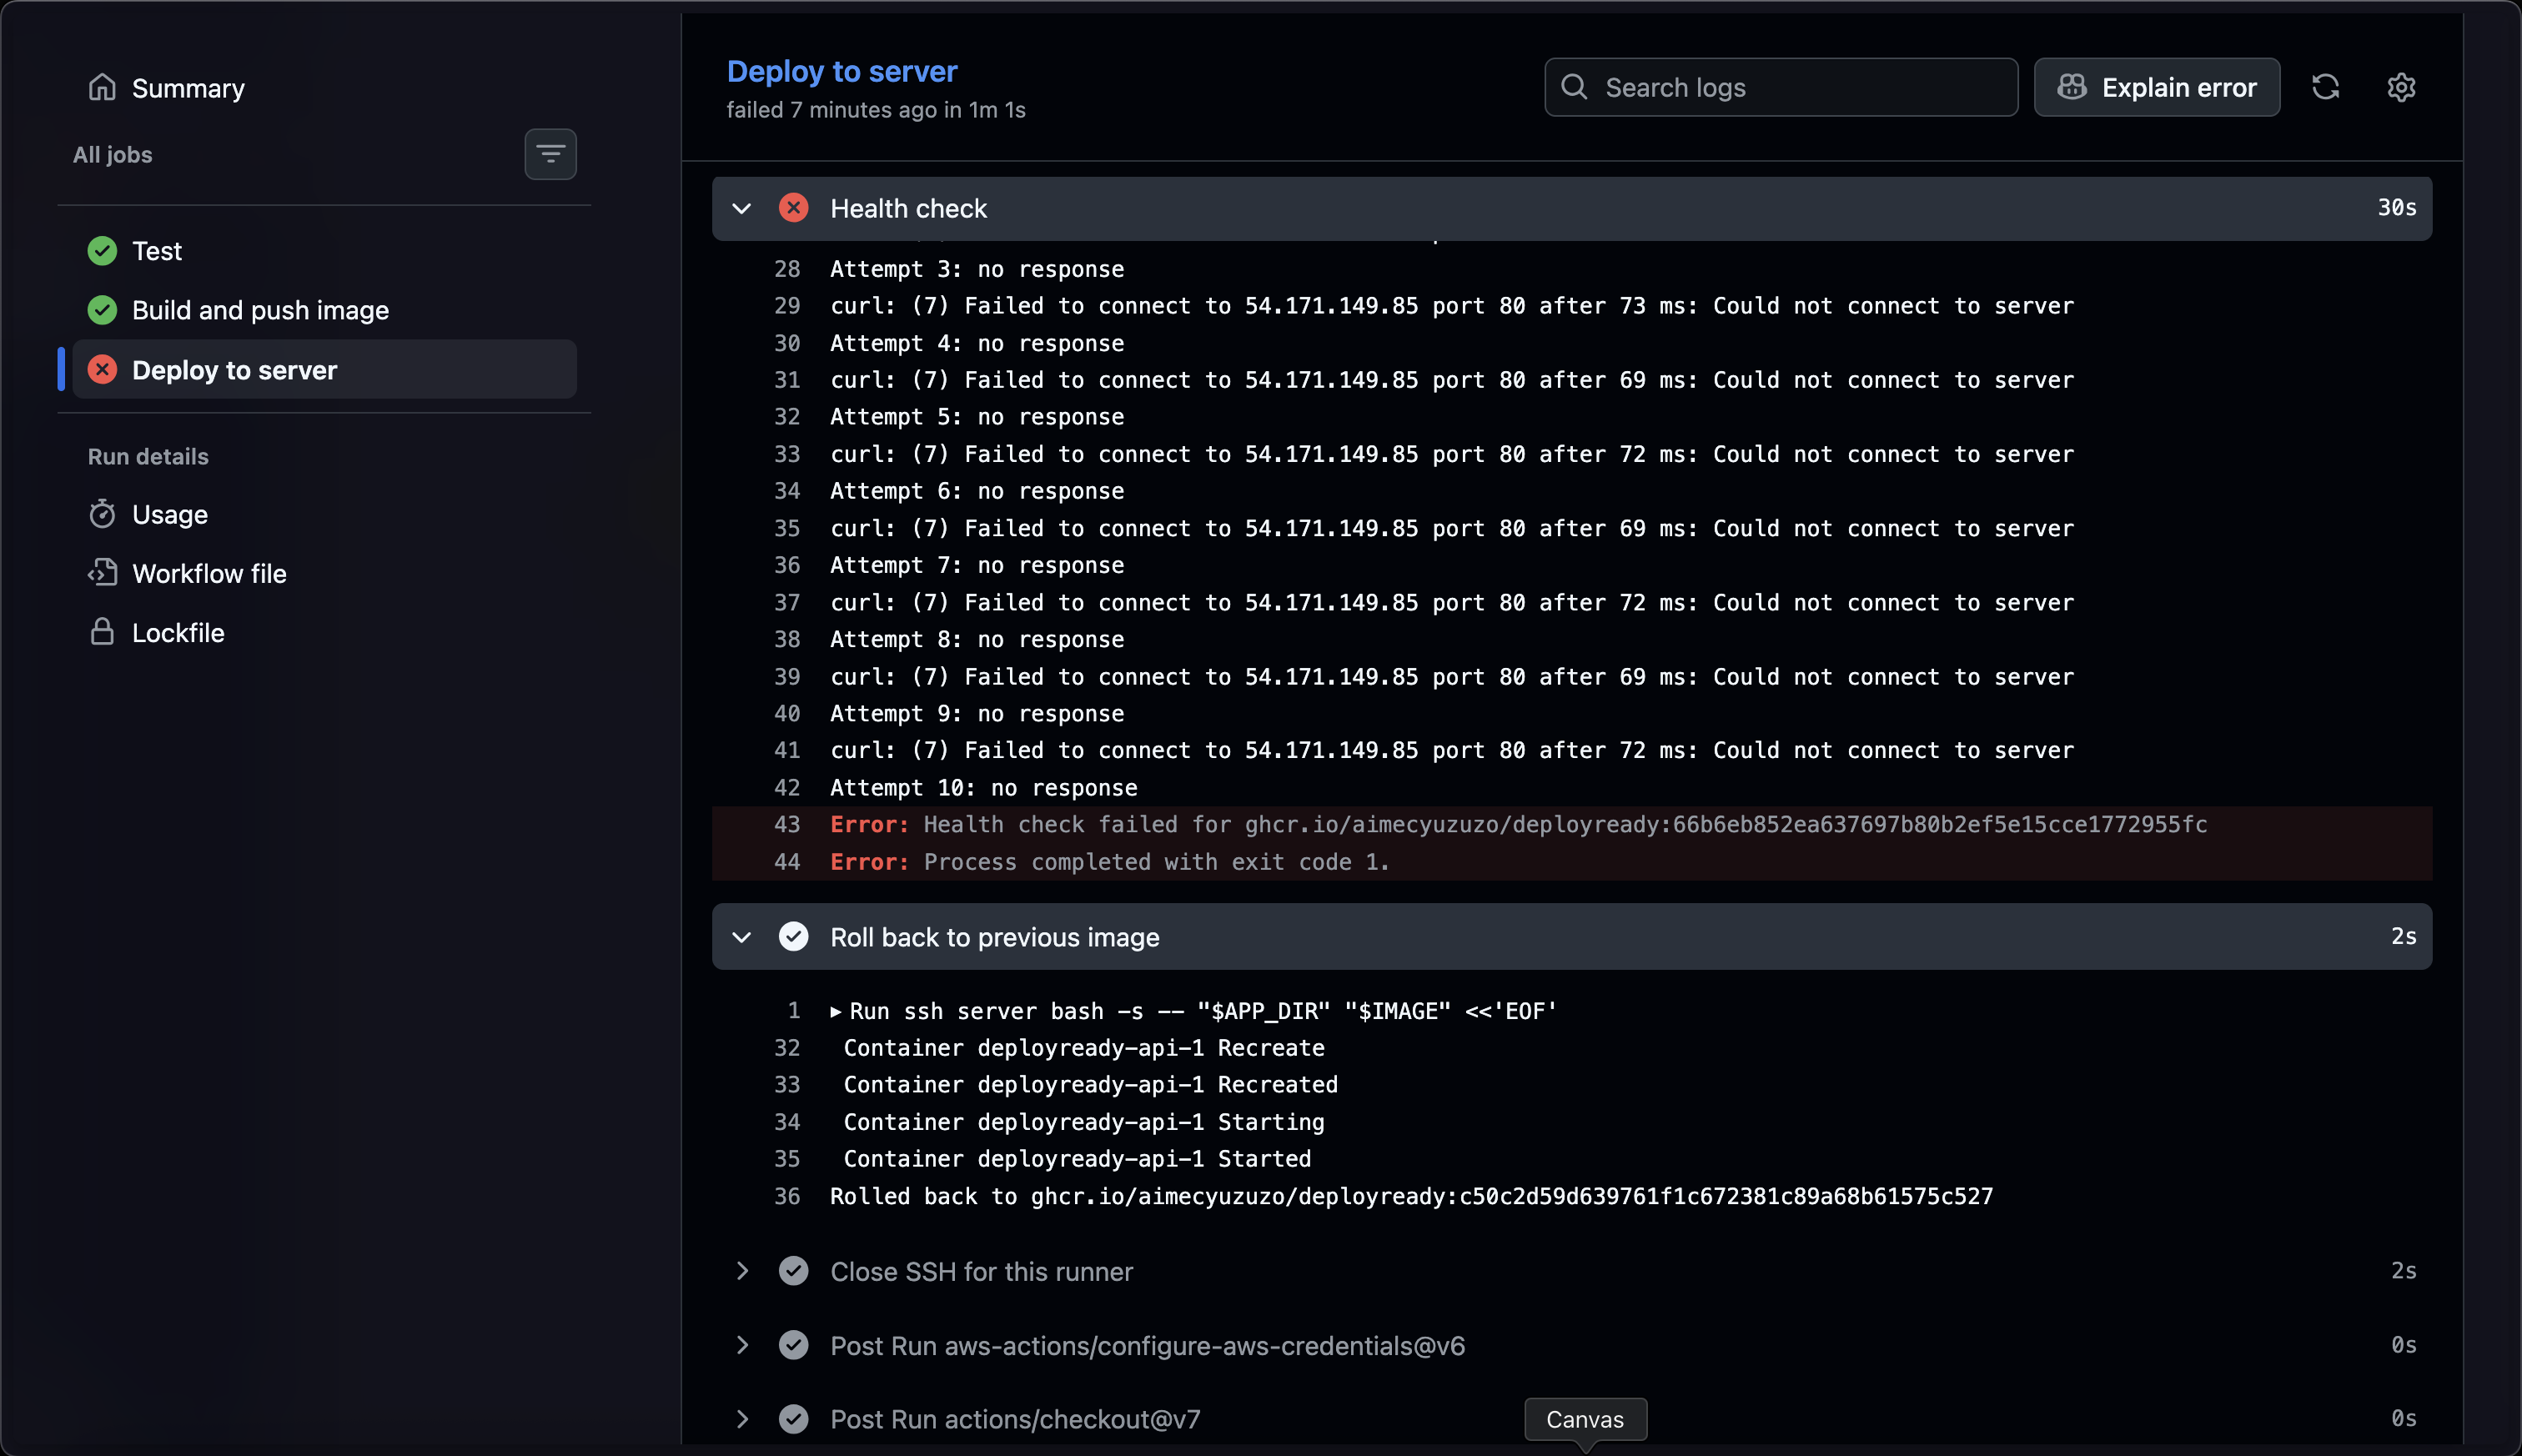 Summary
All jobs
Test
Build and push image
Deploy to server
Run details
Usage
Workflow file
Lockfile
Deploy to server
failed 7 minutes ago in 1m 1s
Search logs
Explain error
Health check 30s
28 Attempt 3: no response
29 curl: (7) Failed to connect to 54.171.149.85 port 80 after 73 ms: Could not connect to server
30 Attempt 4: no response
31 curl: (7) Failed to connect to 54.171.149.85 port 80 after 69 ms: Could not connect to server
32 Attempt 5: no response
33 curl: (7) Failed to connect to 54.171.149.85 port 80 after 72 ms: Could not connect to server
34 Attempt 6: no response
35 curl: (7) Failed to connect to 54.171.149.85 port 80 after 69 ms: Could not connect to server
36 Attempt 7: no response
37 curl: (7) Failed to connect to 54.171.149.85 port 80 after 72 ms: Could not connect to server
38 Attempt 8: no response
39 curl: (7) Failed to connect to 54.171.149.85 port 80 after 69 ms: Could not connect to server
40 Attempt 9: no response
41 curl: (7) Failed to connect to 54.171.149.85 port 80 after 72 ms: Could not connect to server
42 Attempt 10: no response
43 Error: Health check failed for ghcr.io/aimecyuzuzo/deployready:66b6eb852ea637697b80b2ef5e15cce1772955fc
44 Error: Process completed with exit code 1.
Roll back to previous image 2s
1 Run ssh server bash -s -- "$APP_DIR" "$IMAGE" <<'EOF'
32 Container deployready-api-1 Recreate
33 Container deployready-api-1 Recreated
34 Container deployready-api-1 Starting
35 Container deployready-api-1 Started
36 Rolled back to ghcr.io/aimecyuzuzo/deployready:c50c2d59d639761f1c672381c89a68b61575c527
Close SSH for this runner 2s
Post Run aws-actions/configure-aws-credentials@v6 0s
Post Run actions/checkout@v7 0s
Canvas